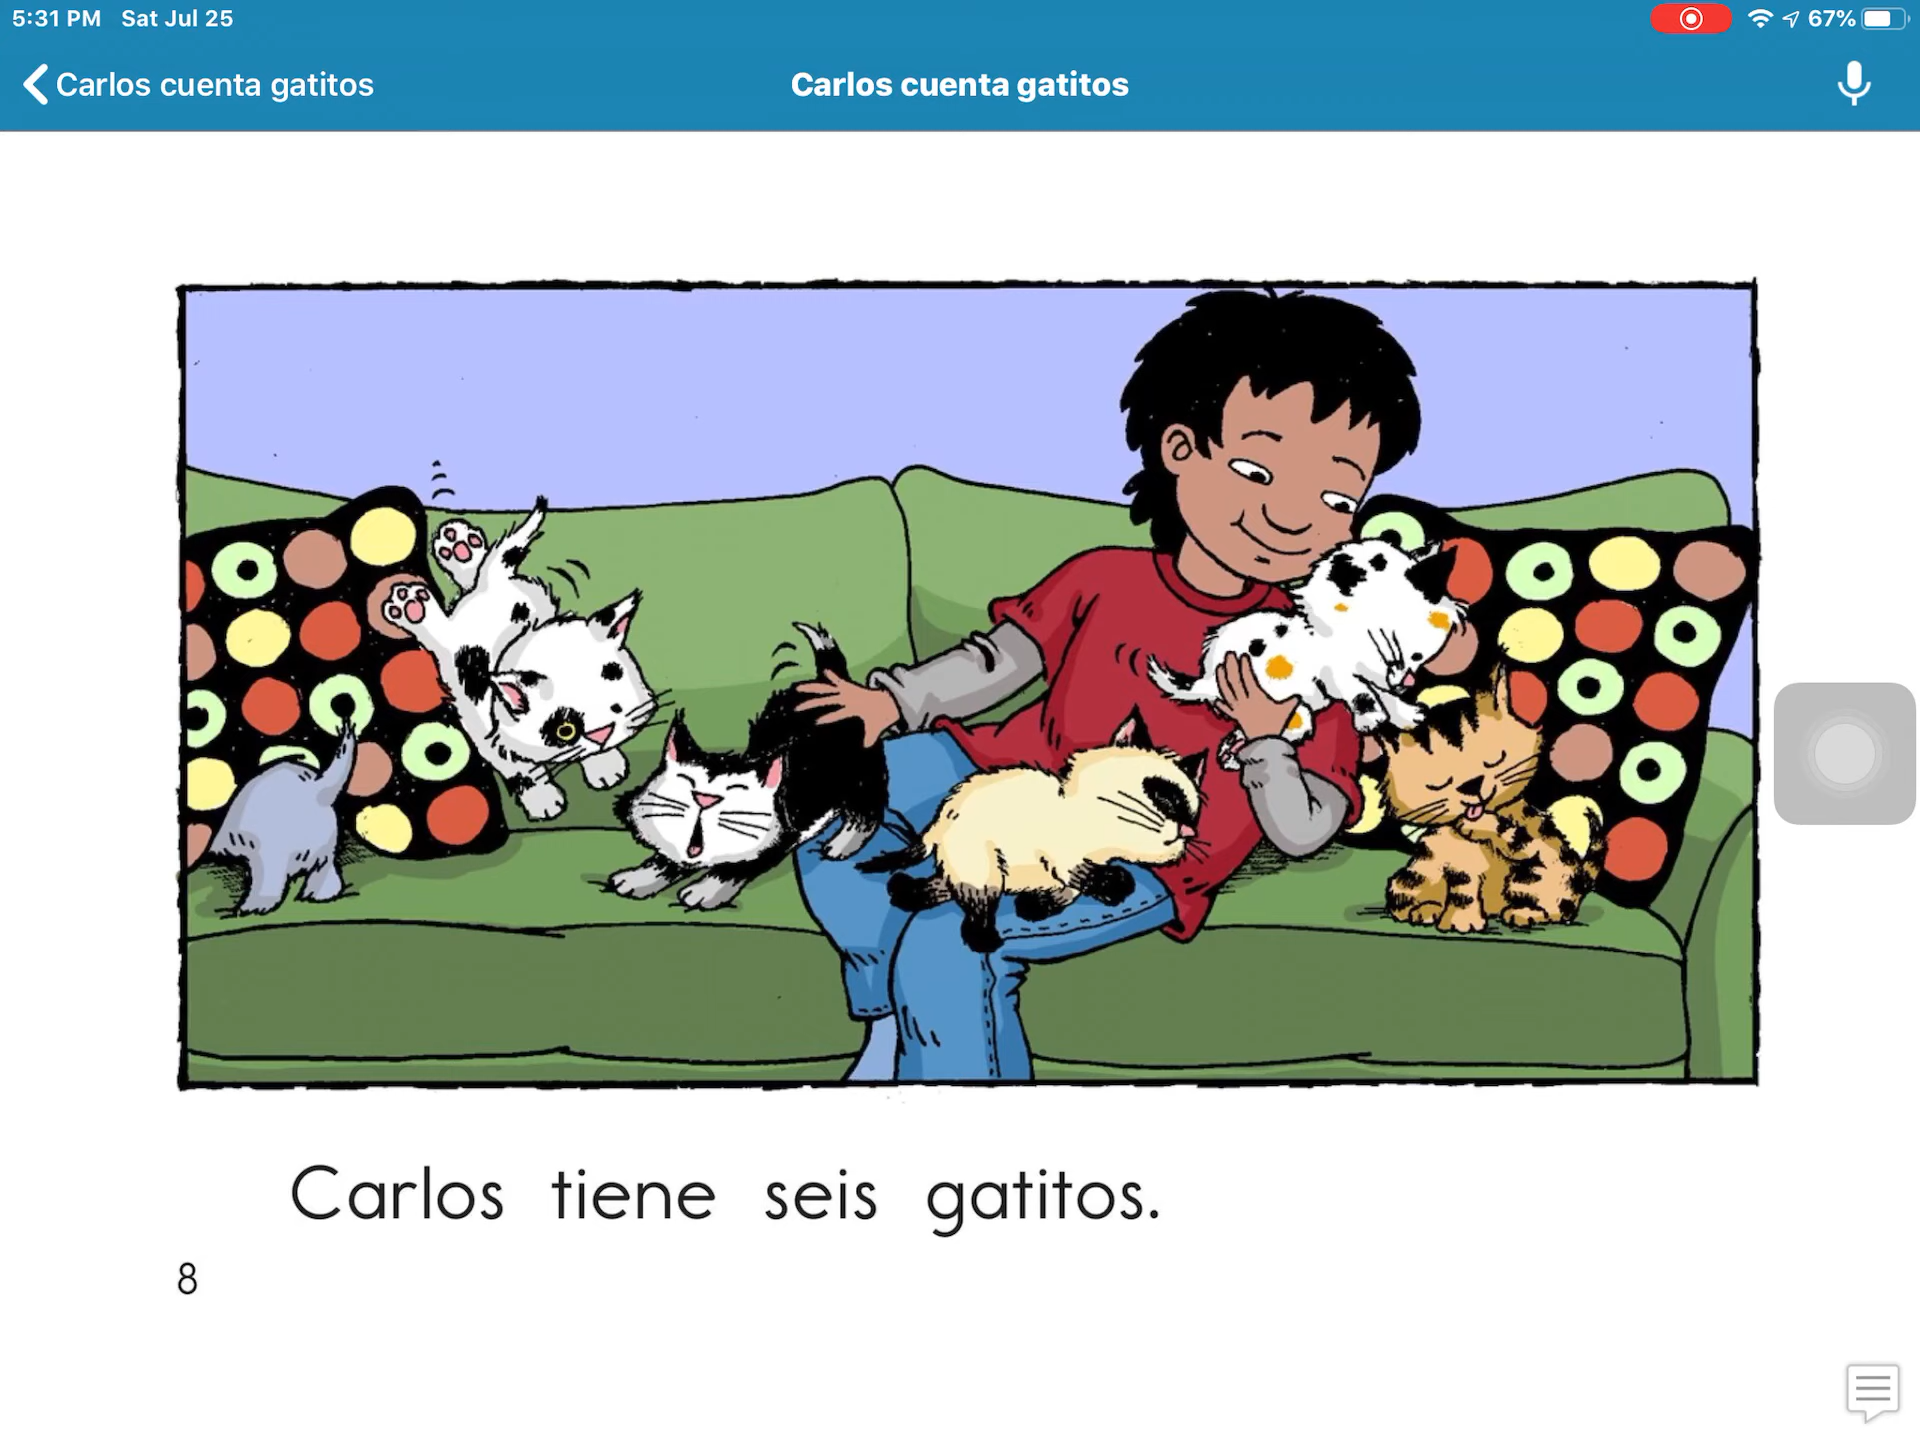 5:31 PM Sat Jul 25 67%
Carlos cuenta gatitos Carlos cuenta gatitos
Carlos tiene seis gatitos.
8